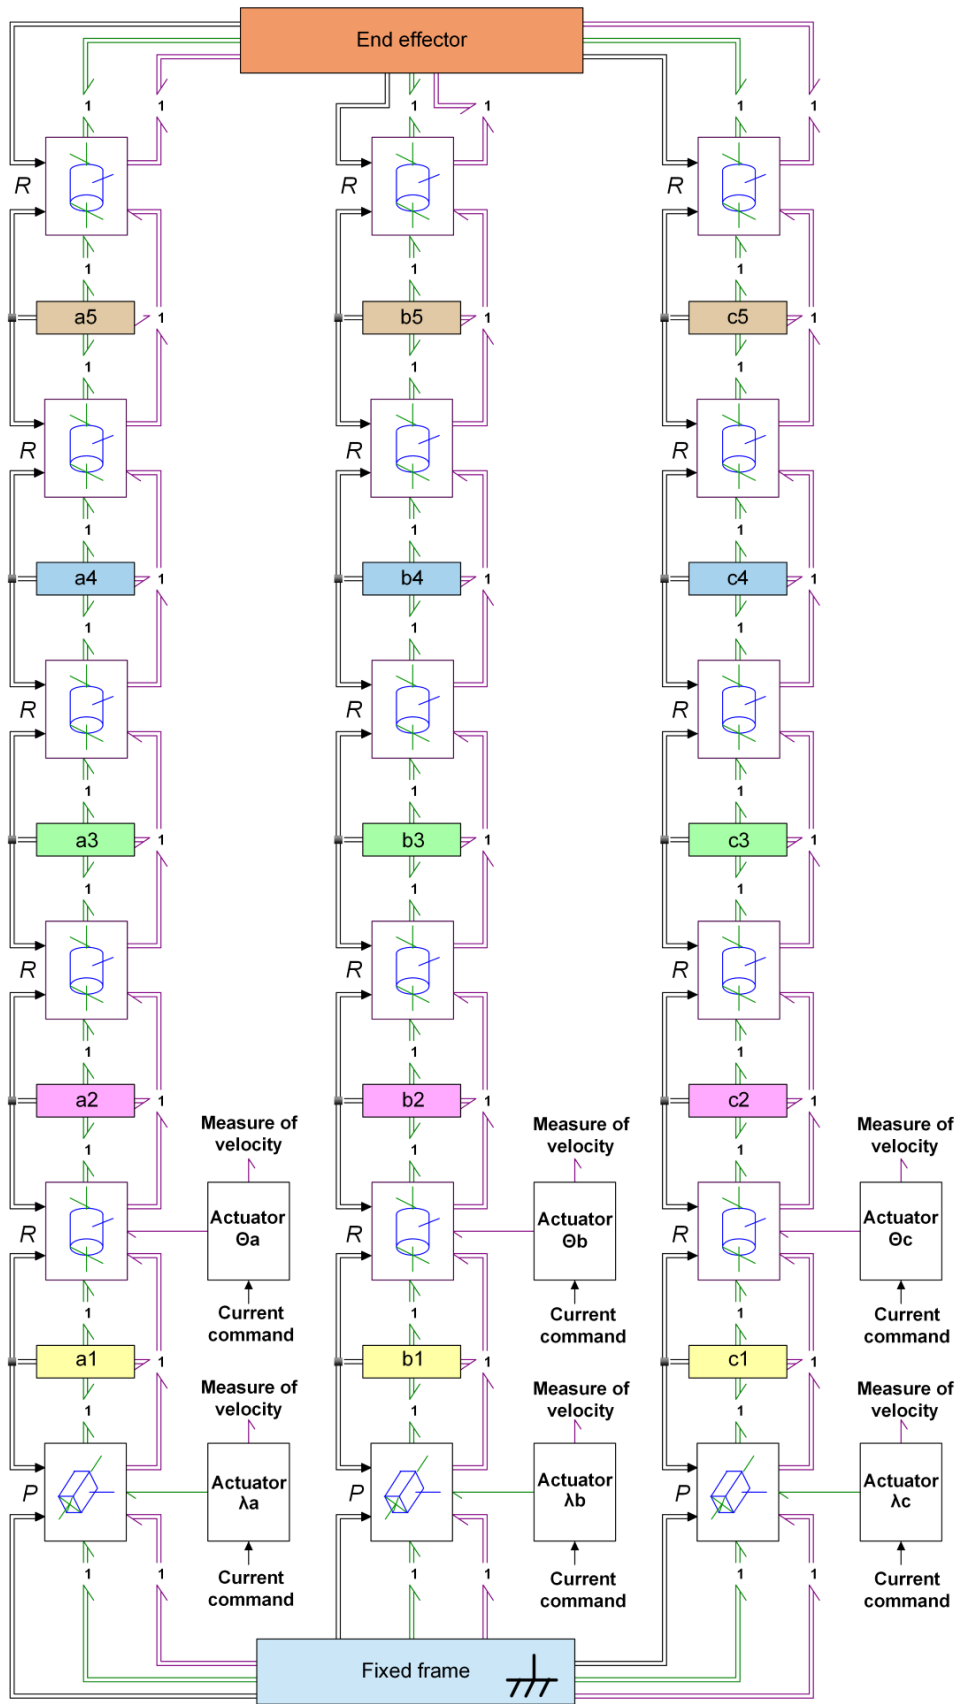 End effector
1 1 1 1 1 1
R R R
1 1 1
a5 1 b5 1 c5 1
1 1 1
R R R
1 1 1
a4 1 b4 1 c4 1
1 1 1
R R R
1 1 1
a3 1 b3 1 c3 1
1 1 1
R R R
1 1 1
a2 1 b2 1 c2 1
Measure of Measure of Measure of
velocity velocity velocity
1 1 1
R Actuator R Actuator R Actuator
Θa Θb Θc
1 Current 1 Current 1 Current
command command command
a1 1 b1 1 c1 1
Measure of Measure of Measure of
velocity velocity velocity
1 1 1
P Actuator P Actuator P Actuator
λa λb λc
1 1 Current 1 1 Current 1 1 Current
command command command
Fixed frame